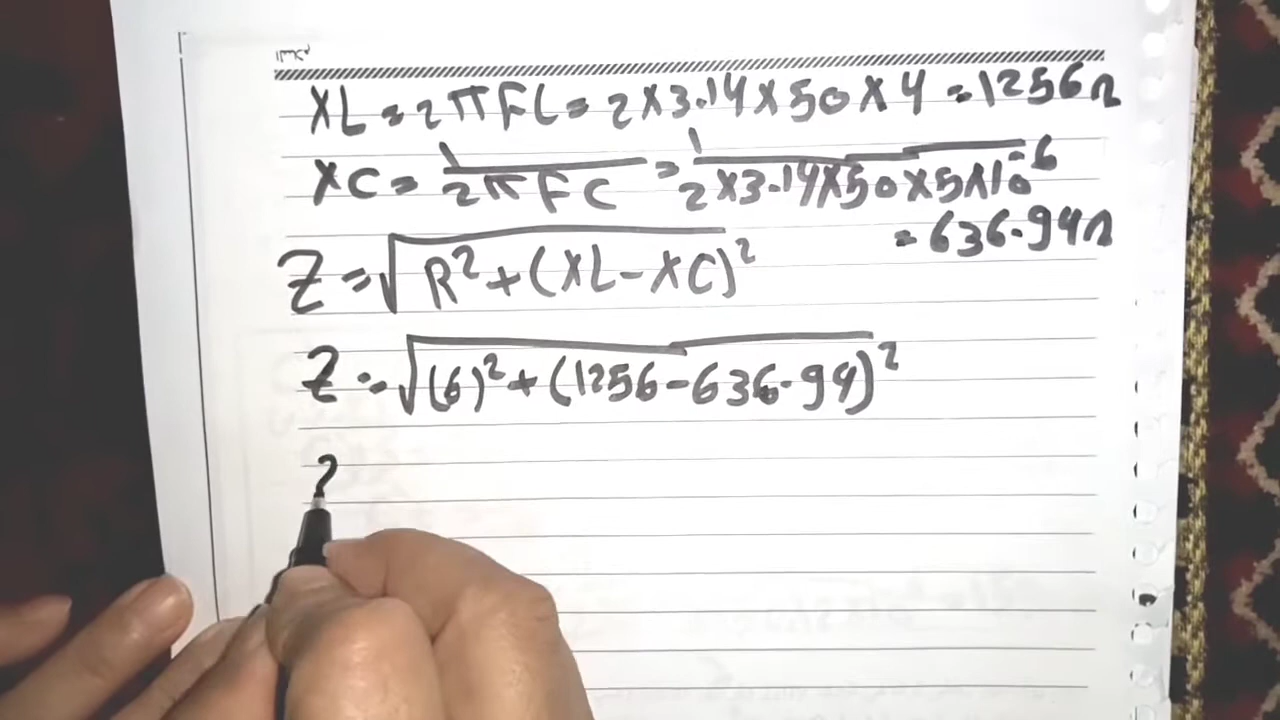 XL = 2πFL = 2×3.14×50×4 = 1256Ω
XC = 1/2πFC = 1/2×3.14×50×5×10^-6
= 636.94Ω
Z = √R²+(XL-XC)²
Z = √(6)²+(1256-636.94)²
Z